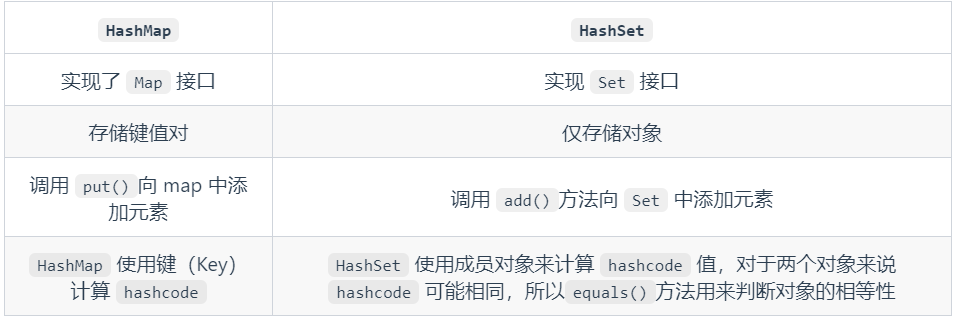 HashMap HashSet
实现了 Map 接口 实现 Set 接口
存储键值对 仅存储对象
调用 put()向 map 中添
加元素
调用 add()方法向 Set 中添加元素
HashMap 使用键（Key）
计算 hashcode
HashSet 使用成员对象来计算 hashcode 值，对于两个对象来说
hashcode 可能相同，所以equals()方法用来判断对象的相等性